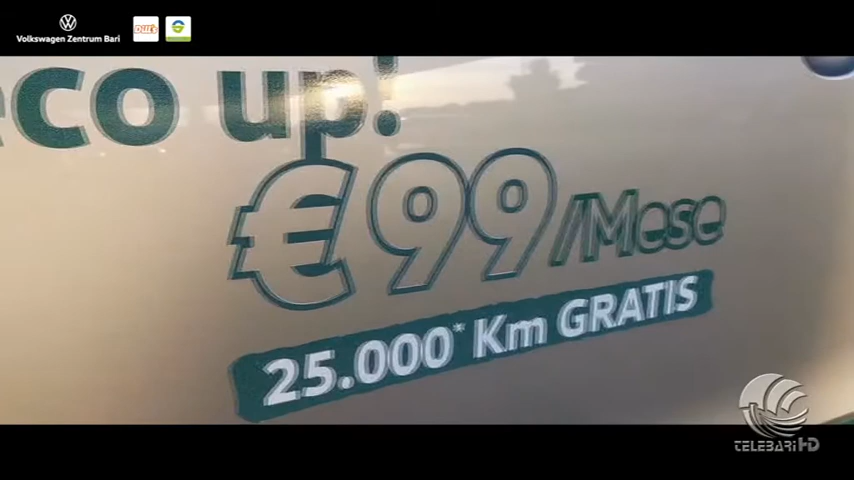 Volkswagen Zentrum Bari
eco up!
€99/Mese
25.000* Km GRATIS
TELEBARI HD